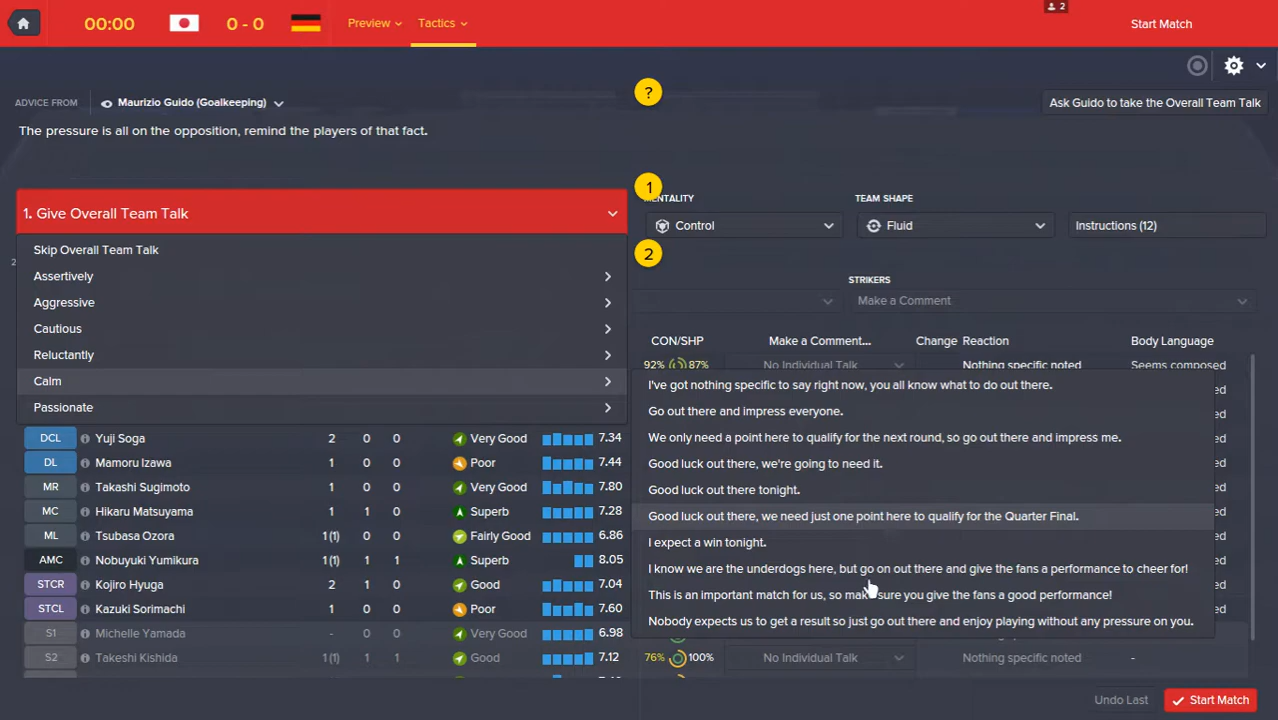 2
00:00 0 - 0 Preview Tactics Start Match
ADVICE FROM Maurizio Guido (Goalkeeping) ? Ask Guido to take the Overall Team Talk
The pressure is all on the opposition, remind the players of that fact.
1
MENTALITY TEAM SHAPE
1. Give Overall Team Talk Control Fluid Instructions (12)
Skip Overall Team Talk 2
2
Assertively STRIKERS
Aggressive Make a Comment
Cautious
CON/SHP Make a Comment... Change Reaction Body Language
Reluctantly 92% 87% No Individual Talk Nothing specific noted Seems composed
Calm I've got nothing specific to say right now, you all know what to do out there.
Passionate Go out there and impress everyone.
DCL Yuji Soga 2 0 0 Very Good 7.34 We only need a point here to qualify for the next round, so go out there and impress me.
DL Mamoru Izawa 1 0 0 Poor 7.44 Good luck out there, we're going to need it.
MR Takashi Sugimoto 1 0 0 Very Good 7.80 Good luck out there tonight.
MC Hikaru Matsuyama 1 1 0 Superb 7.28 Good luck out there, we need just one point here to qualify for the Quarter Final.
ML Tsubasa Ozora 1(1) 0 0 Fairly Good 6.86 I expect a win tonight.
AMC Nobuyuki Yumikura 1 1 1 Superb 8.05 I know we are the underdogs here, but go on out there and give the fans a performance to cheer for!
STCR Kojiro Hyuga 2 1 0 Good 7.04 This is an important match for us, so make sure you give the fans a good performance!
STCL Kazuki Sorimachi 1 0 0 Poor 7.60 Nobody expects us to get a result so just go out there and enjoy playing without any pressure on you.
S1 Michelle Yamada - 0 0 Very Good 6.98
S2 Takeshi Kishida 1(1) 1 1 Good 7.12 76% 100% No Individual Talk Nothing specific noted -
Undo Last Start Match